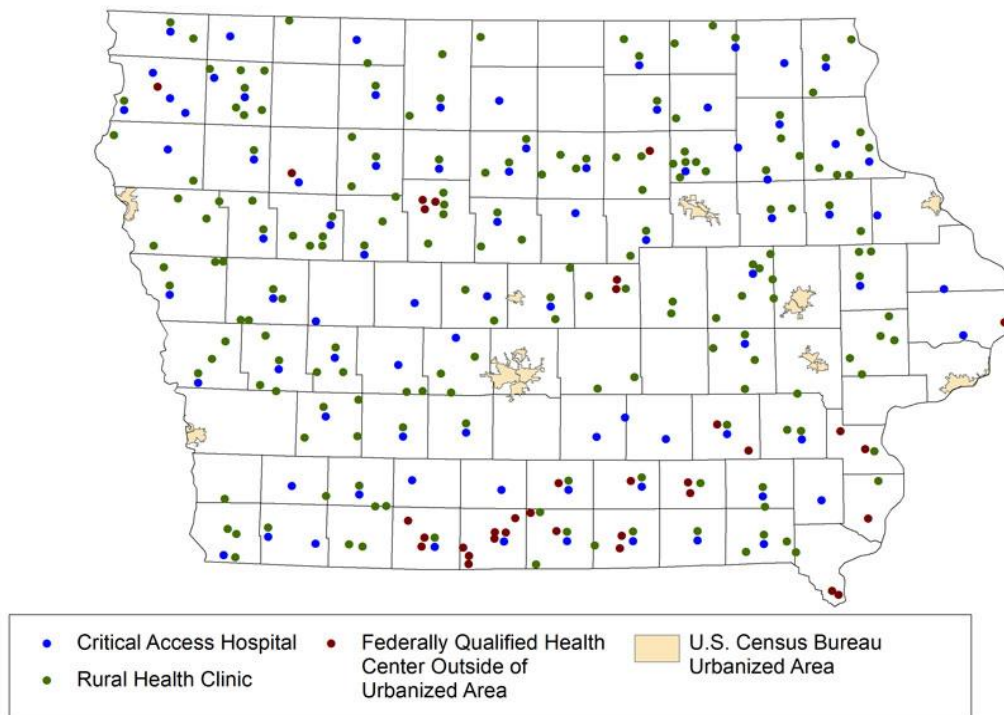 Critical Access Hospital
Rural Health Clinic
Federally Qualified Health
Center Outside of
Urbanized Area
U.S. Census Bureau
Urbanized Area